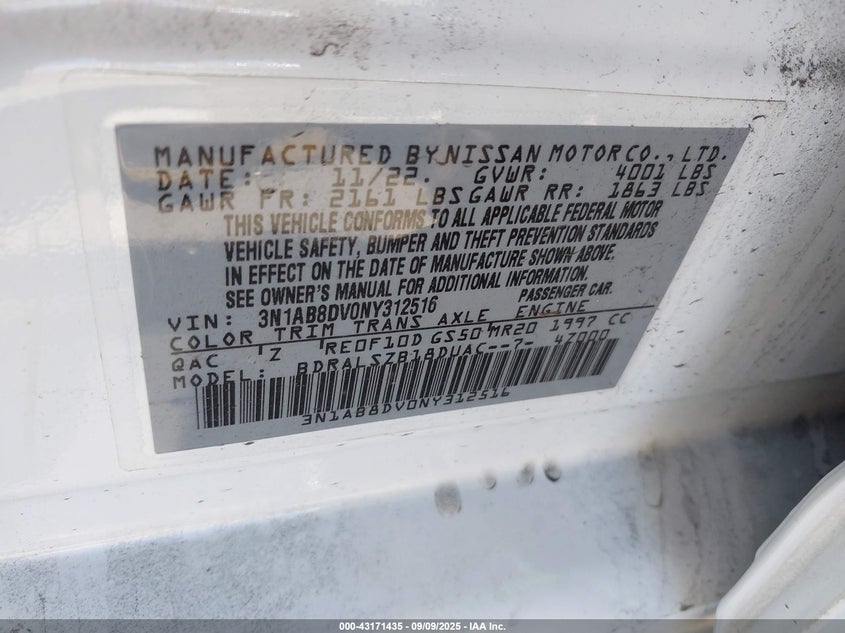 MANUFACTURED BY NISSAN MOTOR CO., LTD.
DATE: 11/22. GVWR: 4001 LBS
GAWR FR: 2161 LBS GAWR RR: 1863 LBS
THIS VEHICLE CONFORMS TO ALL APPLICABLE FEDERAL MOTOR
VEHICLE SAFETY, BUMPER AND THEFT PREVENTION STANDARDS
IN EFFECT ON THE DATE OF MANUFACTURE SHOWN ABOVE.
SEE OWNER'S MANUAL FOR ADDITIONAL INFORMATION.
VIN: 3N1AB8DV0NY312516 PASSENGER CAR.
COLOR TRIM TRANS AXLE ENGINE
QAC Z RE0F10D GS50 MR20 1997 CC
MODEL: BDRALSZB18DUAC--7- 4Z000
3N1AB8DV0NY312516
000-43171435 | 09/09/2025 - IAA Inc.